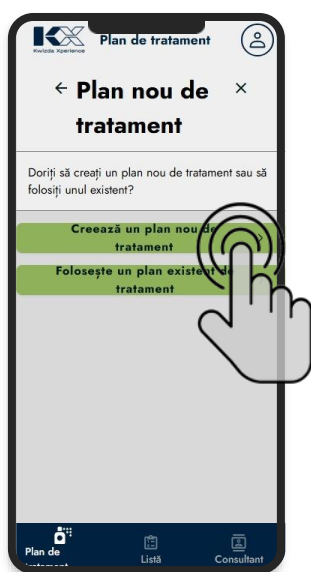 KX
Kwizda Xperience
Plan de tratament
Plan nou de
tratament
Doriți să creați un plan nou de tratament sau să
folosiți unul existent?
Creează un plan nou de
tratament
Folosește un plan existent de
tratament
Plan de
tratament
Listă
Consultant